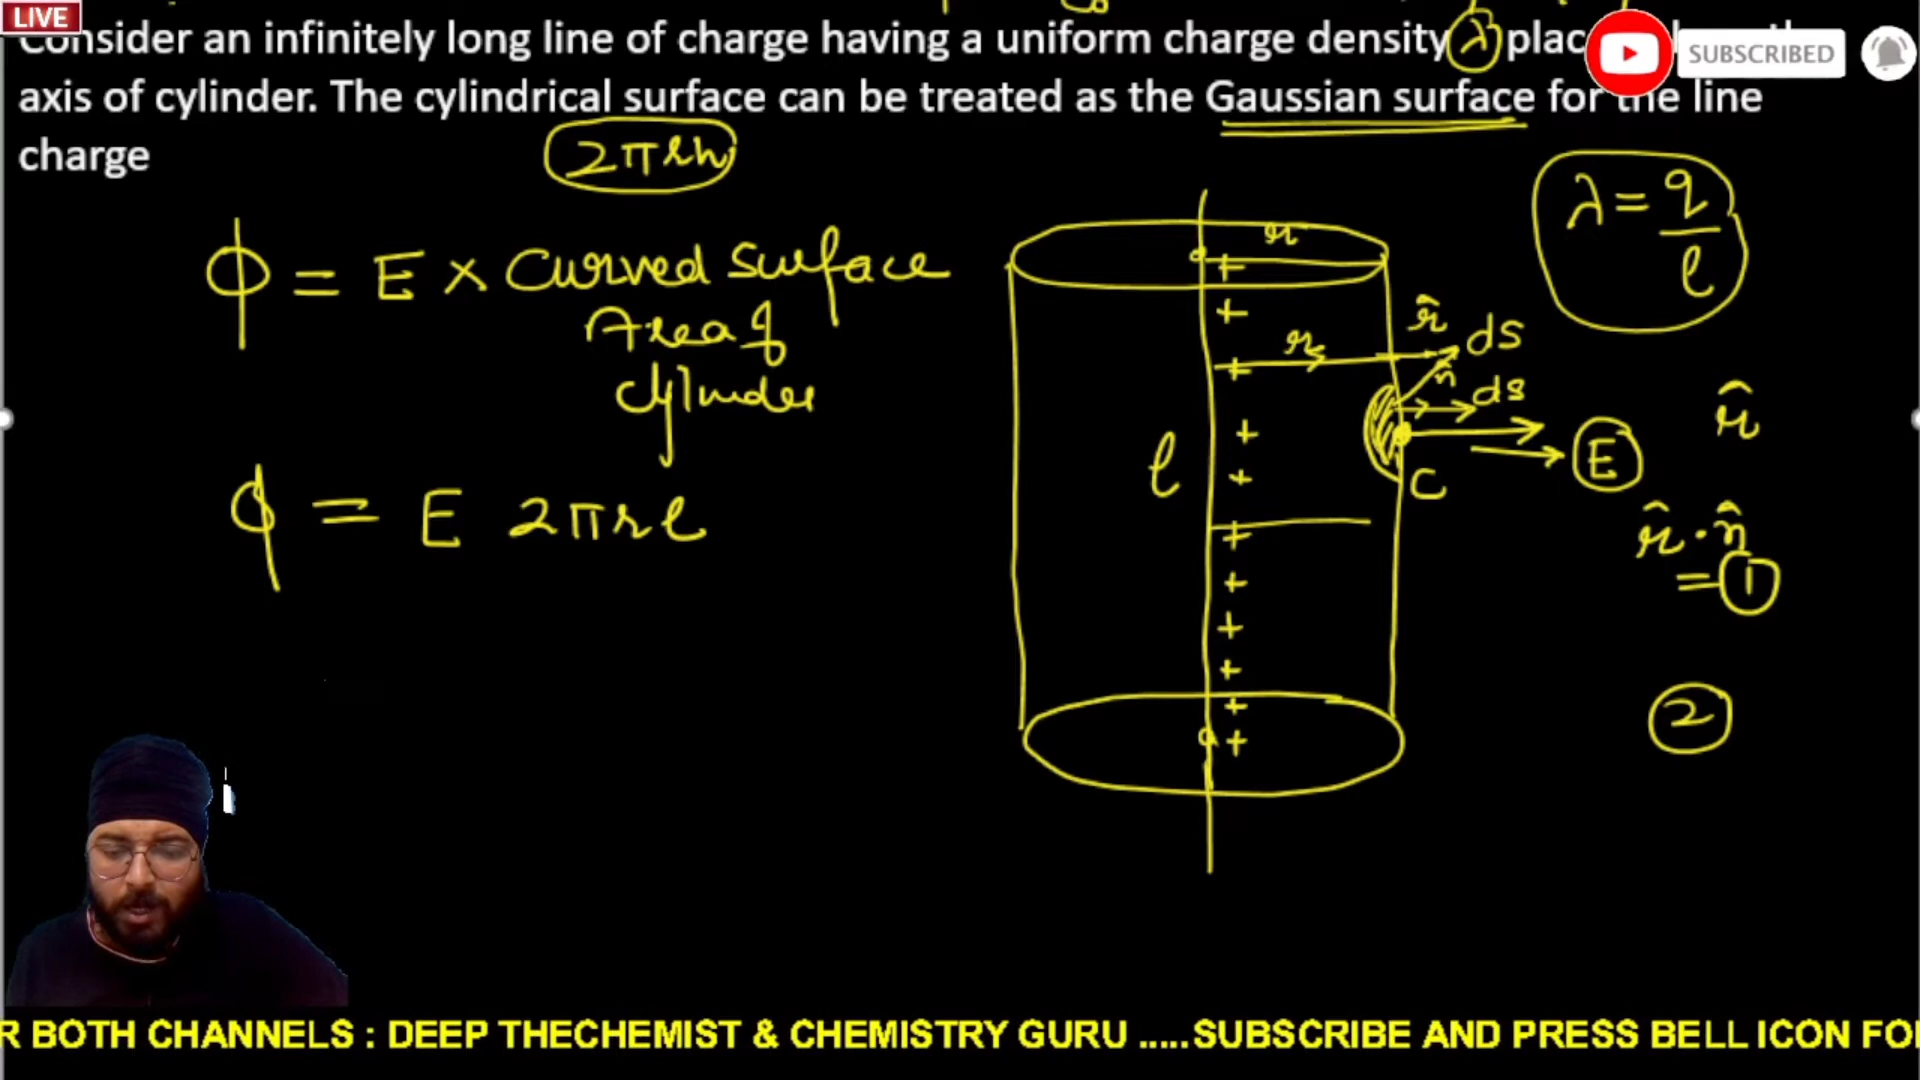 LIVE
Consider an infinitely long line of charge having a uniform charge density λ
SUBSCRIBED
axis of cylinder. The cylindrical surface can be treated as the Gaussian surface for the line
charge
2πrh
λ = q/l
ϕ = E × Curved surface
Area of
Cylinder
ϕ = E 2πrl
r
+
+
r
+
r̂
dS
n̂
dS
+
E
r̂
l
+
C
+
r̂ · n̂
= 1
+
+
+
+
+
2
R BOTH CHANNELS : DEEP THECHEMIST & CHEMISTRY GURU .....SUBSCRIBE AND PRESS BELL ICON FO